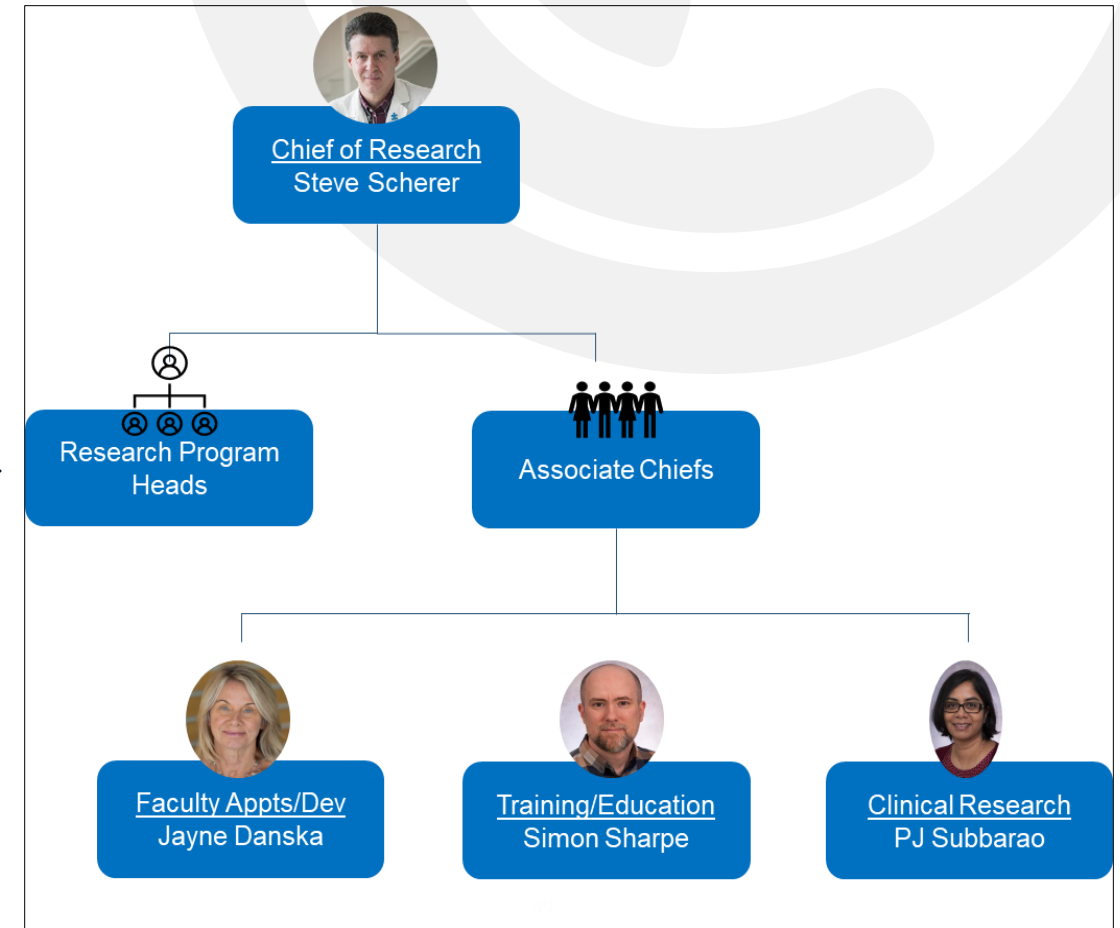 Chief of Research
Steve Scherer
Research Program
Heads
Associate Chiefs
Faculty Appts/Dev
Jayne Danska
Training/Education
Simon Sharpe
Clinical Research
PJ Subbarao